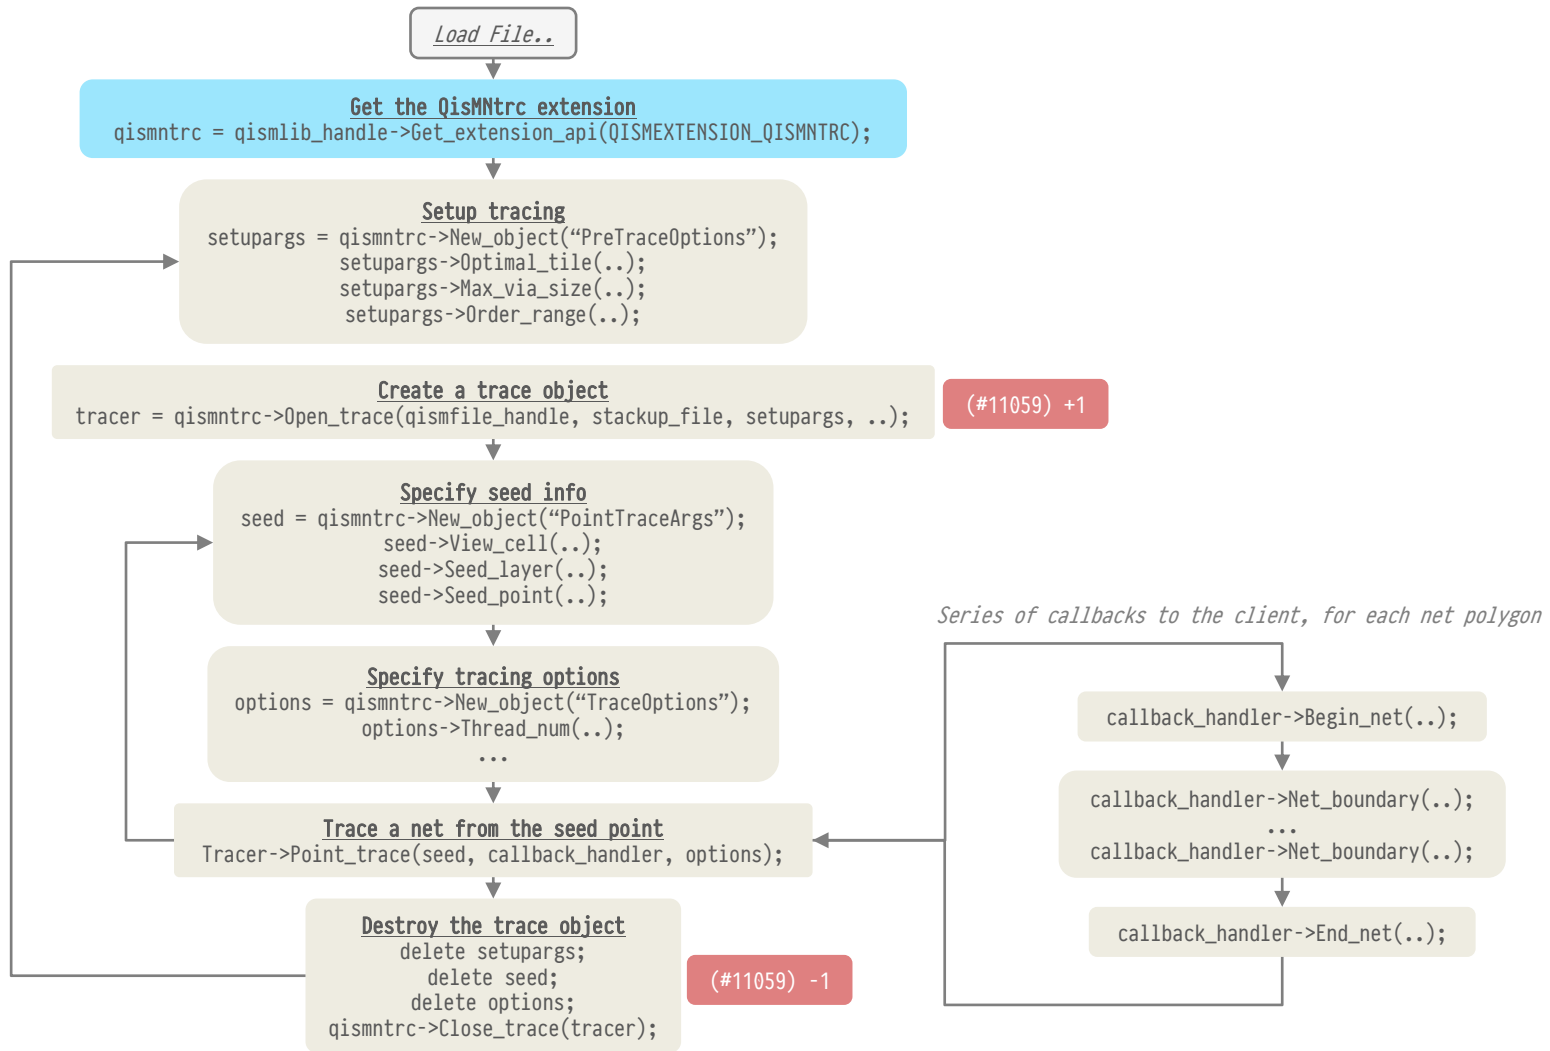 Load File..
Get the QisMNtrc extension
qismntrc = qismlib_handle->Get_extension_api(QISMEXTENSION_QISMNTRC);
Setup tracing
setupargs = qismntrc->New_object(“PreTraceOptions”);
setupargs->Optimal_tile(..);
setupargs->Max_via_size(..);
setupargs->Order_range(..);
Create a trace object
tracer = qismntrc->Open_trace(qismfile_handle, stackup_file, setupargs, ..);
(#11059) +1
Specify seed info
seed = qismntrc->New_object(“PointTraceArgs”);
seed->View_cell(..);
seed->Seed_layer(..);
seed->Seed_point(..);
Specify tracing options
options = qismntrc->New_object(“TraceOptions”);
options->Thread_num(..);
...
Trace a net from the seed point
Tracer->Point_trace(seed, callback_handler, options);
Destroy the trace object
delete setupargs;
delete seed;
delete options;
qismntrc->Close_trace(tracer);
(#11059) -1
Series of callbacks to the client, for each net polygon
callback_handler->Begin_net(..);
callback_handler->Net_boundary(..);
...
callback_handler->Net_boundary(..);
callback_handler->End_net(..);